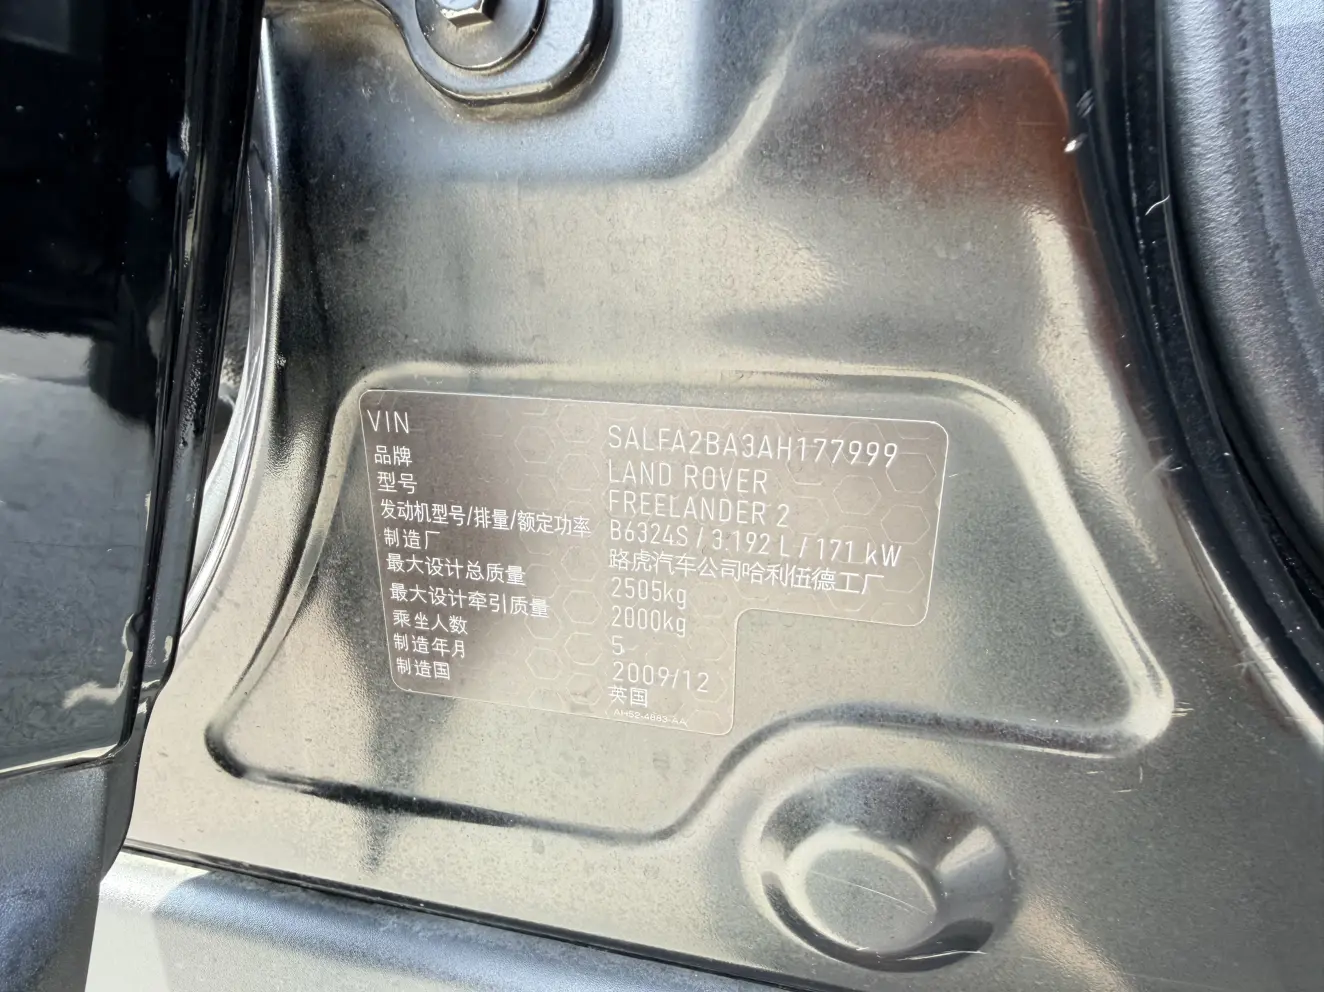 VIN SALFA2BA3AH177999
品牌 LAND ROVER
型号 FREELANDER 2
发动机型号/排量/额定功率 B6324S / 3.192 L / 171 kW
制造厂 路虎汽车公司哈利伍德工厂
最大设计总质量 2505kg
最大设计牵引质量 2000kg
乘坐人数 5
制造年月 2009/12
制造国 英国
AH52-4883-AA